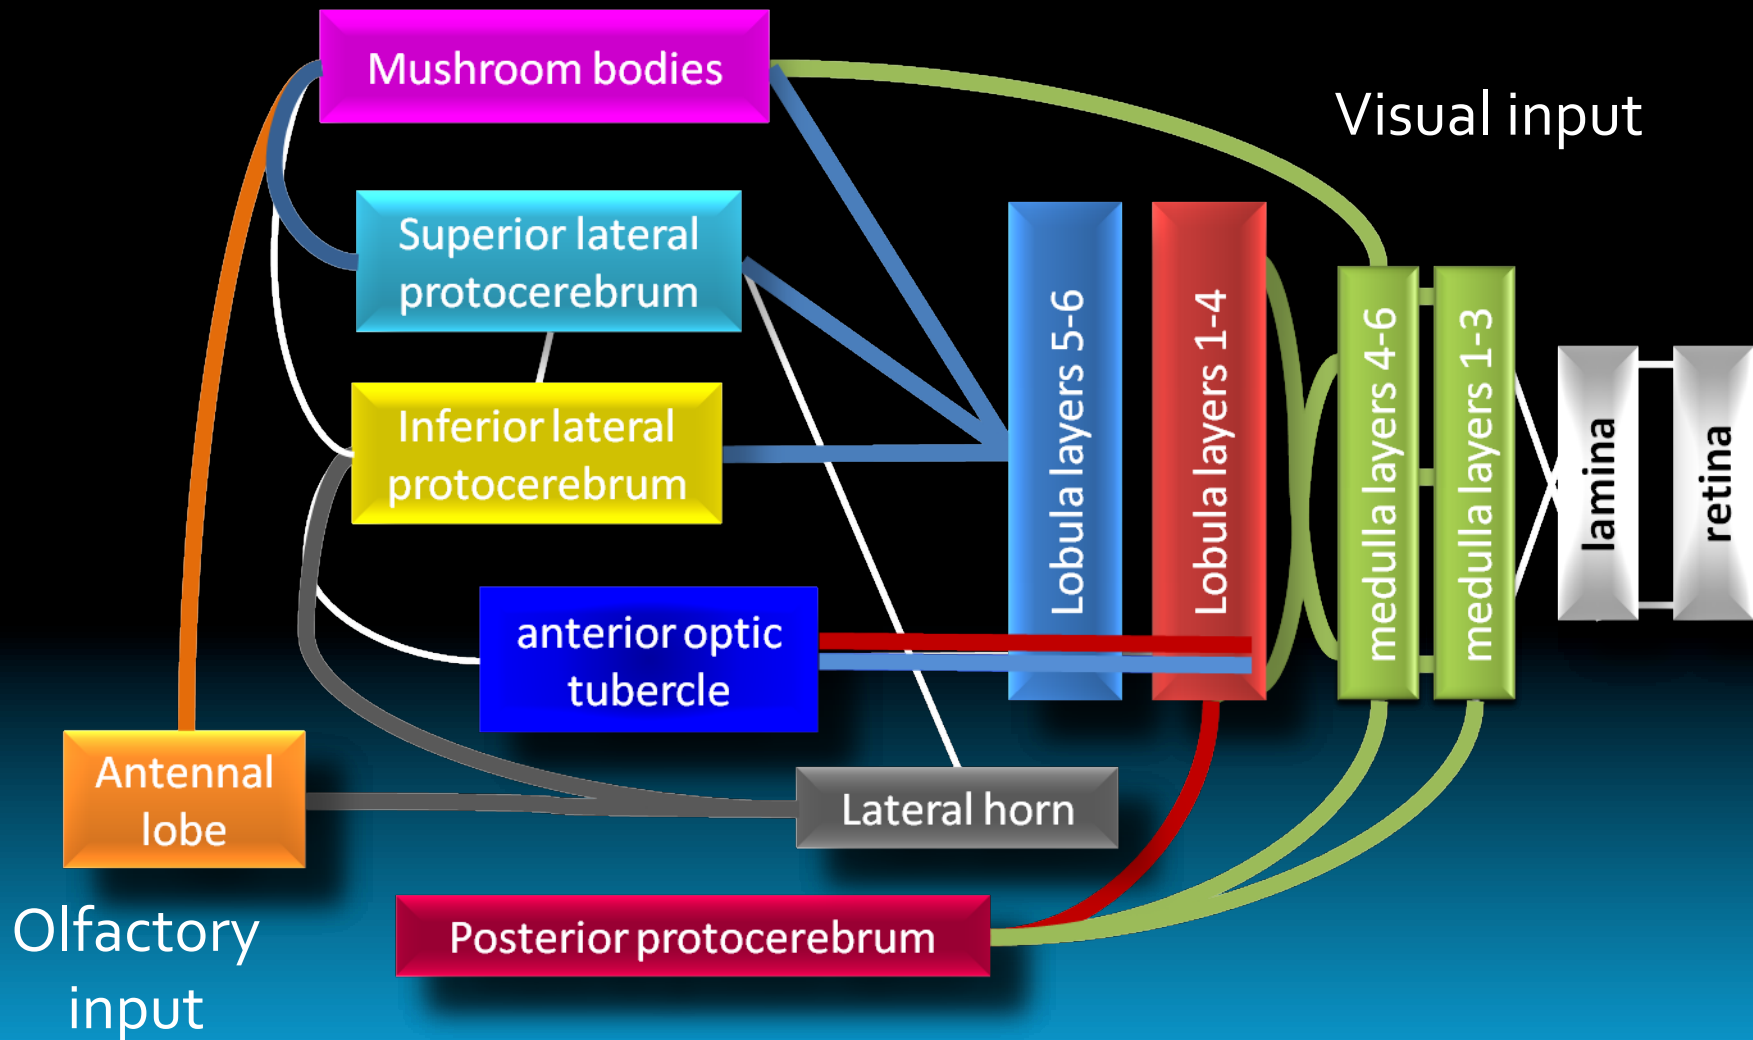 Mushroom bodies
Visual input
Superior lateral
protocerebrum
Inferior lateral
protocerebrum
Lobula layers 5-6
Lobula layers 1-4
medulla layers 4-6
medulla layers 1-3
lamina
retina
anterior optic
tubercle
Antennal
lobe
Lateral horn
Olfactory
input
Posterior protocerebrum